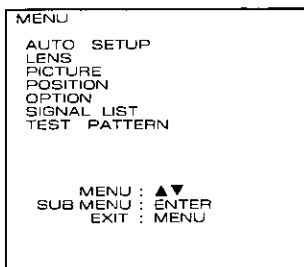 MENU
AUTO SETUP
LENS
PICTURE
POSITION
OPTION
SIGNAL LIST
TEST PATTERN
MENU : ▲▼
SUB MENU : ENTER
EXIT : MENU